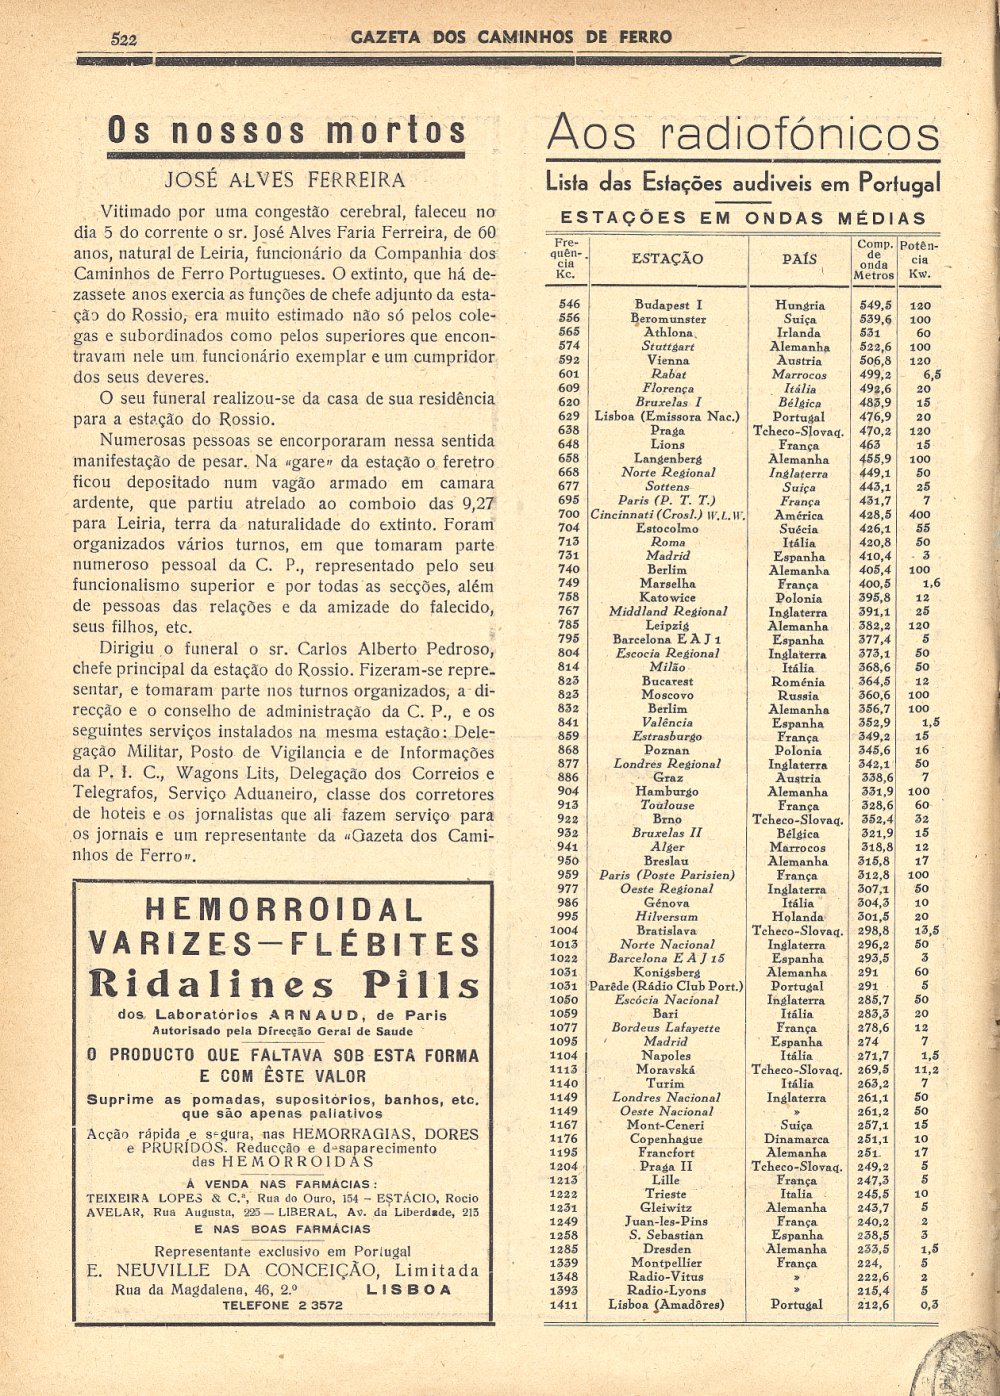 522
GAZETA DOS CAMINHOS DE FERRO
Os nossos mortos
JOSÉ ALVES FERREIRA
Vitimado por uma congestão cerebral, faleceu no
dia 5 do corrente o sr. José Alves Faria Ferreira, de 60
anos, natural de Leiria, funcionário da Companhia dos
Caminhos de Ferro Portugueses. O extinto, que há de-
zassete anos exercia as funções de chefe adjunto da esta-
ção do Rossio, era muito estimado não só pelos cole-
gas e subordinados como pelos superiores que encon-
travam nele um funcionário exemplar e um cumpridor
dos seus deveres.
O seu funeral realizou-se da casa de sua residência
para a estação do Rossio.
Numerosas pessoas se encorporaram nessa sentida
manifestação de pesar. Na «gare» da estação o feretro
ficou depositado num vagão armado em camara
ardente, que partiu atrelado ao comboio das 9,27
para Leiria, terra da naturalidade do extinto. Foram
organizados vários turnos, em que tomaram parte
numeroso pessoal da C. P., representado pelo seu
funcionalismo superior e por todas as secções, além
de pessoas das relações e da amizade do falecido,
seus filhos, etc.
Dirigiu o funeral o sr. Carlos Alberto Pedroso,
chefe principal da estação do Rossio. Fizeram-se repre-
sentar, e tomaram parte nos turnos organizados, a di-
recção e o conselho de administração da C. P., e os
seguintes serviços instalados na mesma estação: Dele-
gação Militar, Posto de Vigilancia e de Informações
da P. I. C., Wagons Lits, Delegação dos Correios e
Telegrafos, Serviço Aduaneiro, classe dos corretores
de hoteis e os jornalistas que ali fazem serviço para
os jornais e um representante da «Gazeta dos Cami-
nhos de Ferro».
HEMORROIDAL
VARIZES—FLÉBITES
Ridalines Pills
dos Laboratórios ARNAUD, de Paris
Autorisado pela Direcção Geral de Saude
O PRODUCTO QUE FALTAVA SOB ESTA FORMA
E COM ÊSTE VALOR
Suprime as pomadas, supositórios, banhos, etc.
que são apenas paliativos
Acção rápida e segura, nas HEMORRAGIAS, DORES
e PRURÍDOS. Reducção e desaparecimento
das HEMORROIDAS
Á VENDA NAS FARMÁCIAS:
TEIXEIRA LOPES & C.ª, Rua do Ouro, 154 – ESTÁCIO, Rocio
AVELAR, Rua Augusta, 225 — LIBERAL, Av. da Liberdade, 213
E NAS BOAS FARMÁCIAS
Representante exclusivo em Portugal
E. NEUVILLE DA CONCEIÇÃO, Limitada
Rua da Magdalena, 46, 2.º LISBOA
TELEFONE 2 3572
Aos radiofónicos
Lista das Estações audiveis em Portugal
ESTAÇÕES EM ONDAS MÉDIAS
Fre-quên-cia Kc. ESTAÇÃO PAÍS Comp. de onda Metros Potên-cia Kw.
546 Budapest I Hungria 549,5 120
556 Beromunster Suiça 539,6 100
565 Athlona Irlanda 531 60
574 Stuttgart Alemanha 522,6 100
592 Vienna Austria 506,8 120
601 Rabat Marrocos 499,2 6,5
609 Florença Itália 492,6 20
620 Bruxelas I Bélgica 483,9 15
629 Lisboa (Emissora Nac.) Portugal 476,9 20
638 Praga Tcheco-Slovaq. 470,2 120
648 Lions França 463 15
658 Langenberg Alemanha 455,9 100
668 Norte Regional Inglaterra 449,1 50
677 Sottens Suiça 443,1 25
695 Paris (P. T. T.) França 431,7 7
700 Cincinnati (Crosl.) W.L.W. América 428,5 400
704 Estocolmo Suécia 426,1 55
713 Roma Itália 420,8 50
731 Madrid Espanha 410,4 3
740 Berlim Alemanha 405,4 100
749 Marselha França 400,5 1,6
758 Katowice Polonia 395,8 12
767 Middland Regional Inglaterra 391,1 25
785 Leipzig Alemanha 382,2 120
795 Barcelona E A J 1 Espanha 377,4 5
804 Escocia Regional Inglaterra 373,1 50
814 Milão Itália 368,6 50
823 Bucarest Roménia 364,5 12
823 Moscovo Russia 360,6 100
832 Berlim Alemanha 356,7 100
841 Valência Espanha 352,9 1,5
859 Estrasburgo França 349,2 15
868 Poznan Polonia 345,6 16
877 Londres Regional Inglaterra 342,1 50
886 Graz Austria 338,6 7
904 Hamburgo Alemanha 331,9 100
913 Toulouse França 328,6 60
922 Brno Tcheco-Slovaq. 352,4 32
932 Bruxelas II Bélgica 321,9 15
941 Alger Marrocos 318,8 12
950 Breslau Alemanha 315,8 17
959 Paris (Poste Parisien) França 312,8 100
977 Oeste Regional Inglaterra 307,1 50
986 Génova Itália 304,3 10
995 Hilversum Holanda 301,5 20
1004 Bratislava Tcheco-Slovaq. 298,8 13,5
1013 Norte Nacional Inglaterra 296,2 50
1022 Barcelona E A J 15 Espanha 293,5 3
1031 Konigsberg Alemanha 291 60
1031 Parêde (Rádio Club Port.) Portugal 291 5
1050 Escócia Nacional Inglaterra 285,7 50
1059 Bari Itália 283,3 20
1077 Bordeus Lafayette França 278,6 12
1095 Madrid Espanha 274 7
1104 Napoles Itália 271,7 1,5
1113 Moravská Tcheco-Slovaq. 269,5 11,2
1140 Turim Itália 263,2 7
1149 Londres Nacional Inglaterra 261,1 50
1149 Oeste Nacional » 261,2 50
1167 Mont-Ceneri Suiça 257,1 15
1176 Copenhague Dinamarca 251,1 10
1195 Francfort Alemanha 251. 17
1204 Praga II Tcheco-Slovaq. 249,2 5
1213 Lille França 247,3 5
1222 Trieste Italia 245,5 10
1231 Gleiwitz Alemanha 243,7 5
1249 Juan-les-Pins França 240,2 2
1258 S. Sebastian Espanha 238,5 3
1285 Dresden Alemanha 233,5 1,5
1339 Montpellier França 224, 5
1348 Radio-Vitus » 222,6 2
1393 Radio-Lyons » 215,4 5
1411 Lisboa (Amadôres) Portugal 212,6 0,3